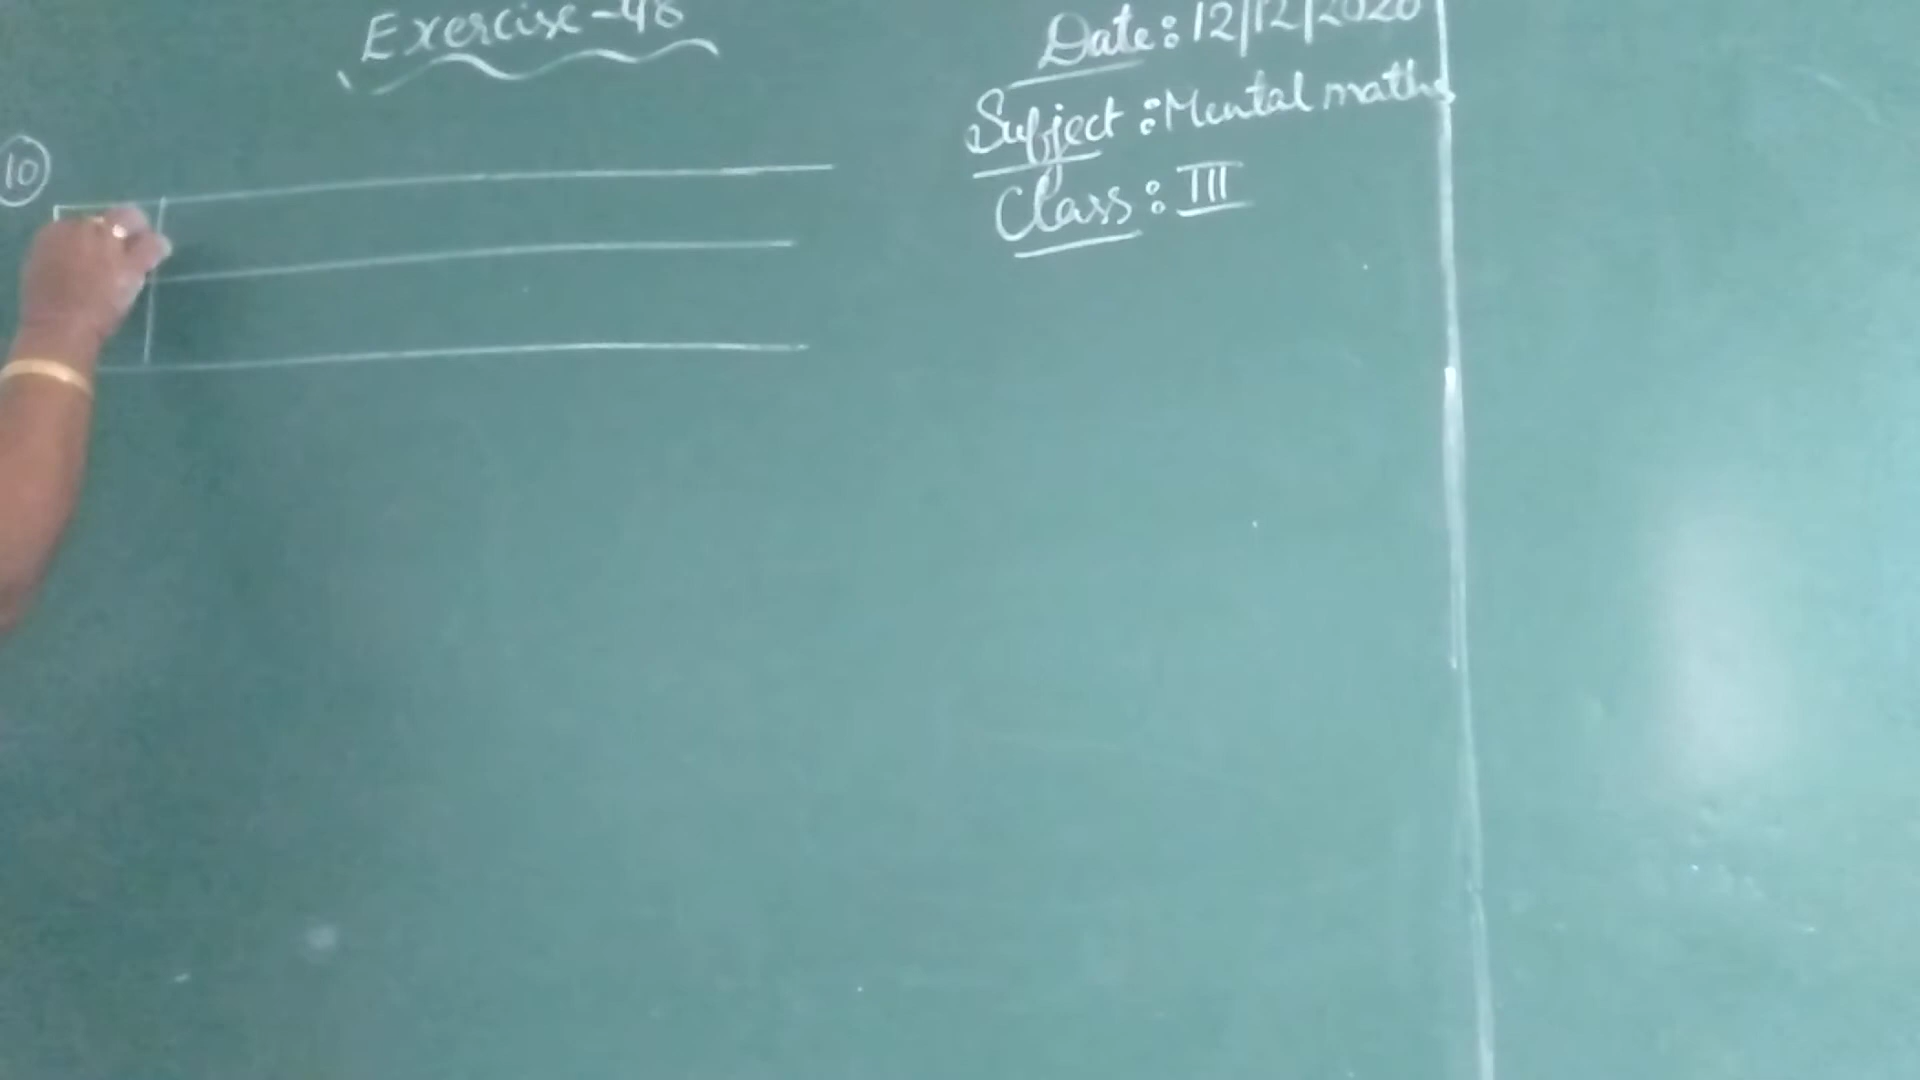 Exercise-48
Date: 12/12/2020
Subject: Mental maths
Class: III
10